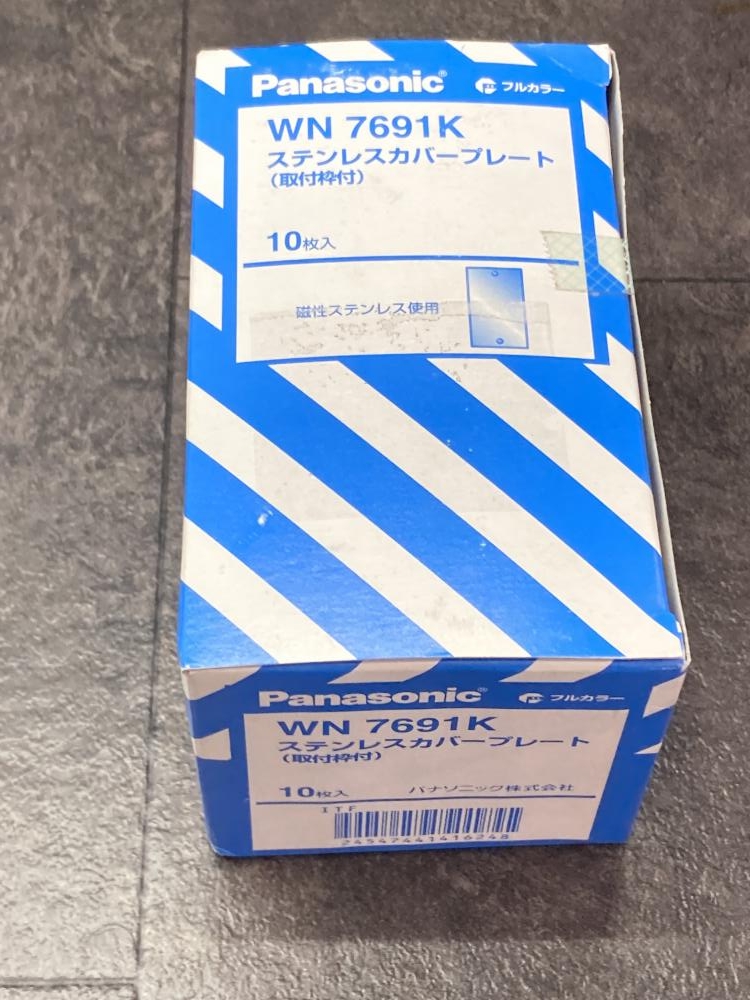 Panasonic® フルカラー
WN 7691K
ステンレスカバープレート
(取付枠付)
10枚入
磁性ステンレス使用
Panasonic® フルカラー
WN 7691K
ステンレスカバープレート
(取付枠付)
10枚入 パナソニック株式会社
ITF
24547441416248